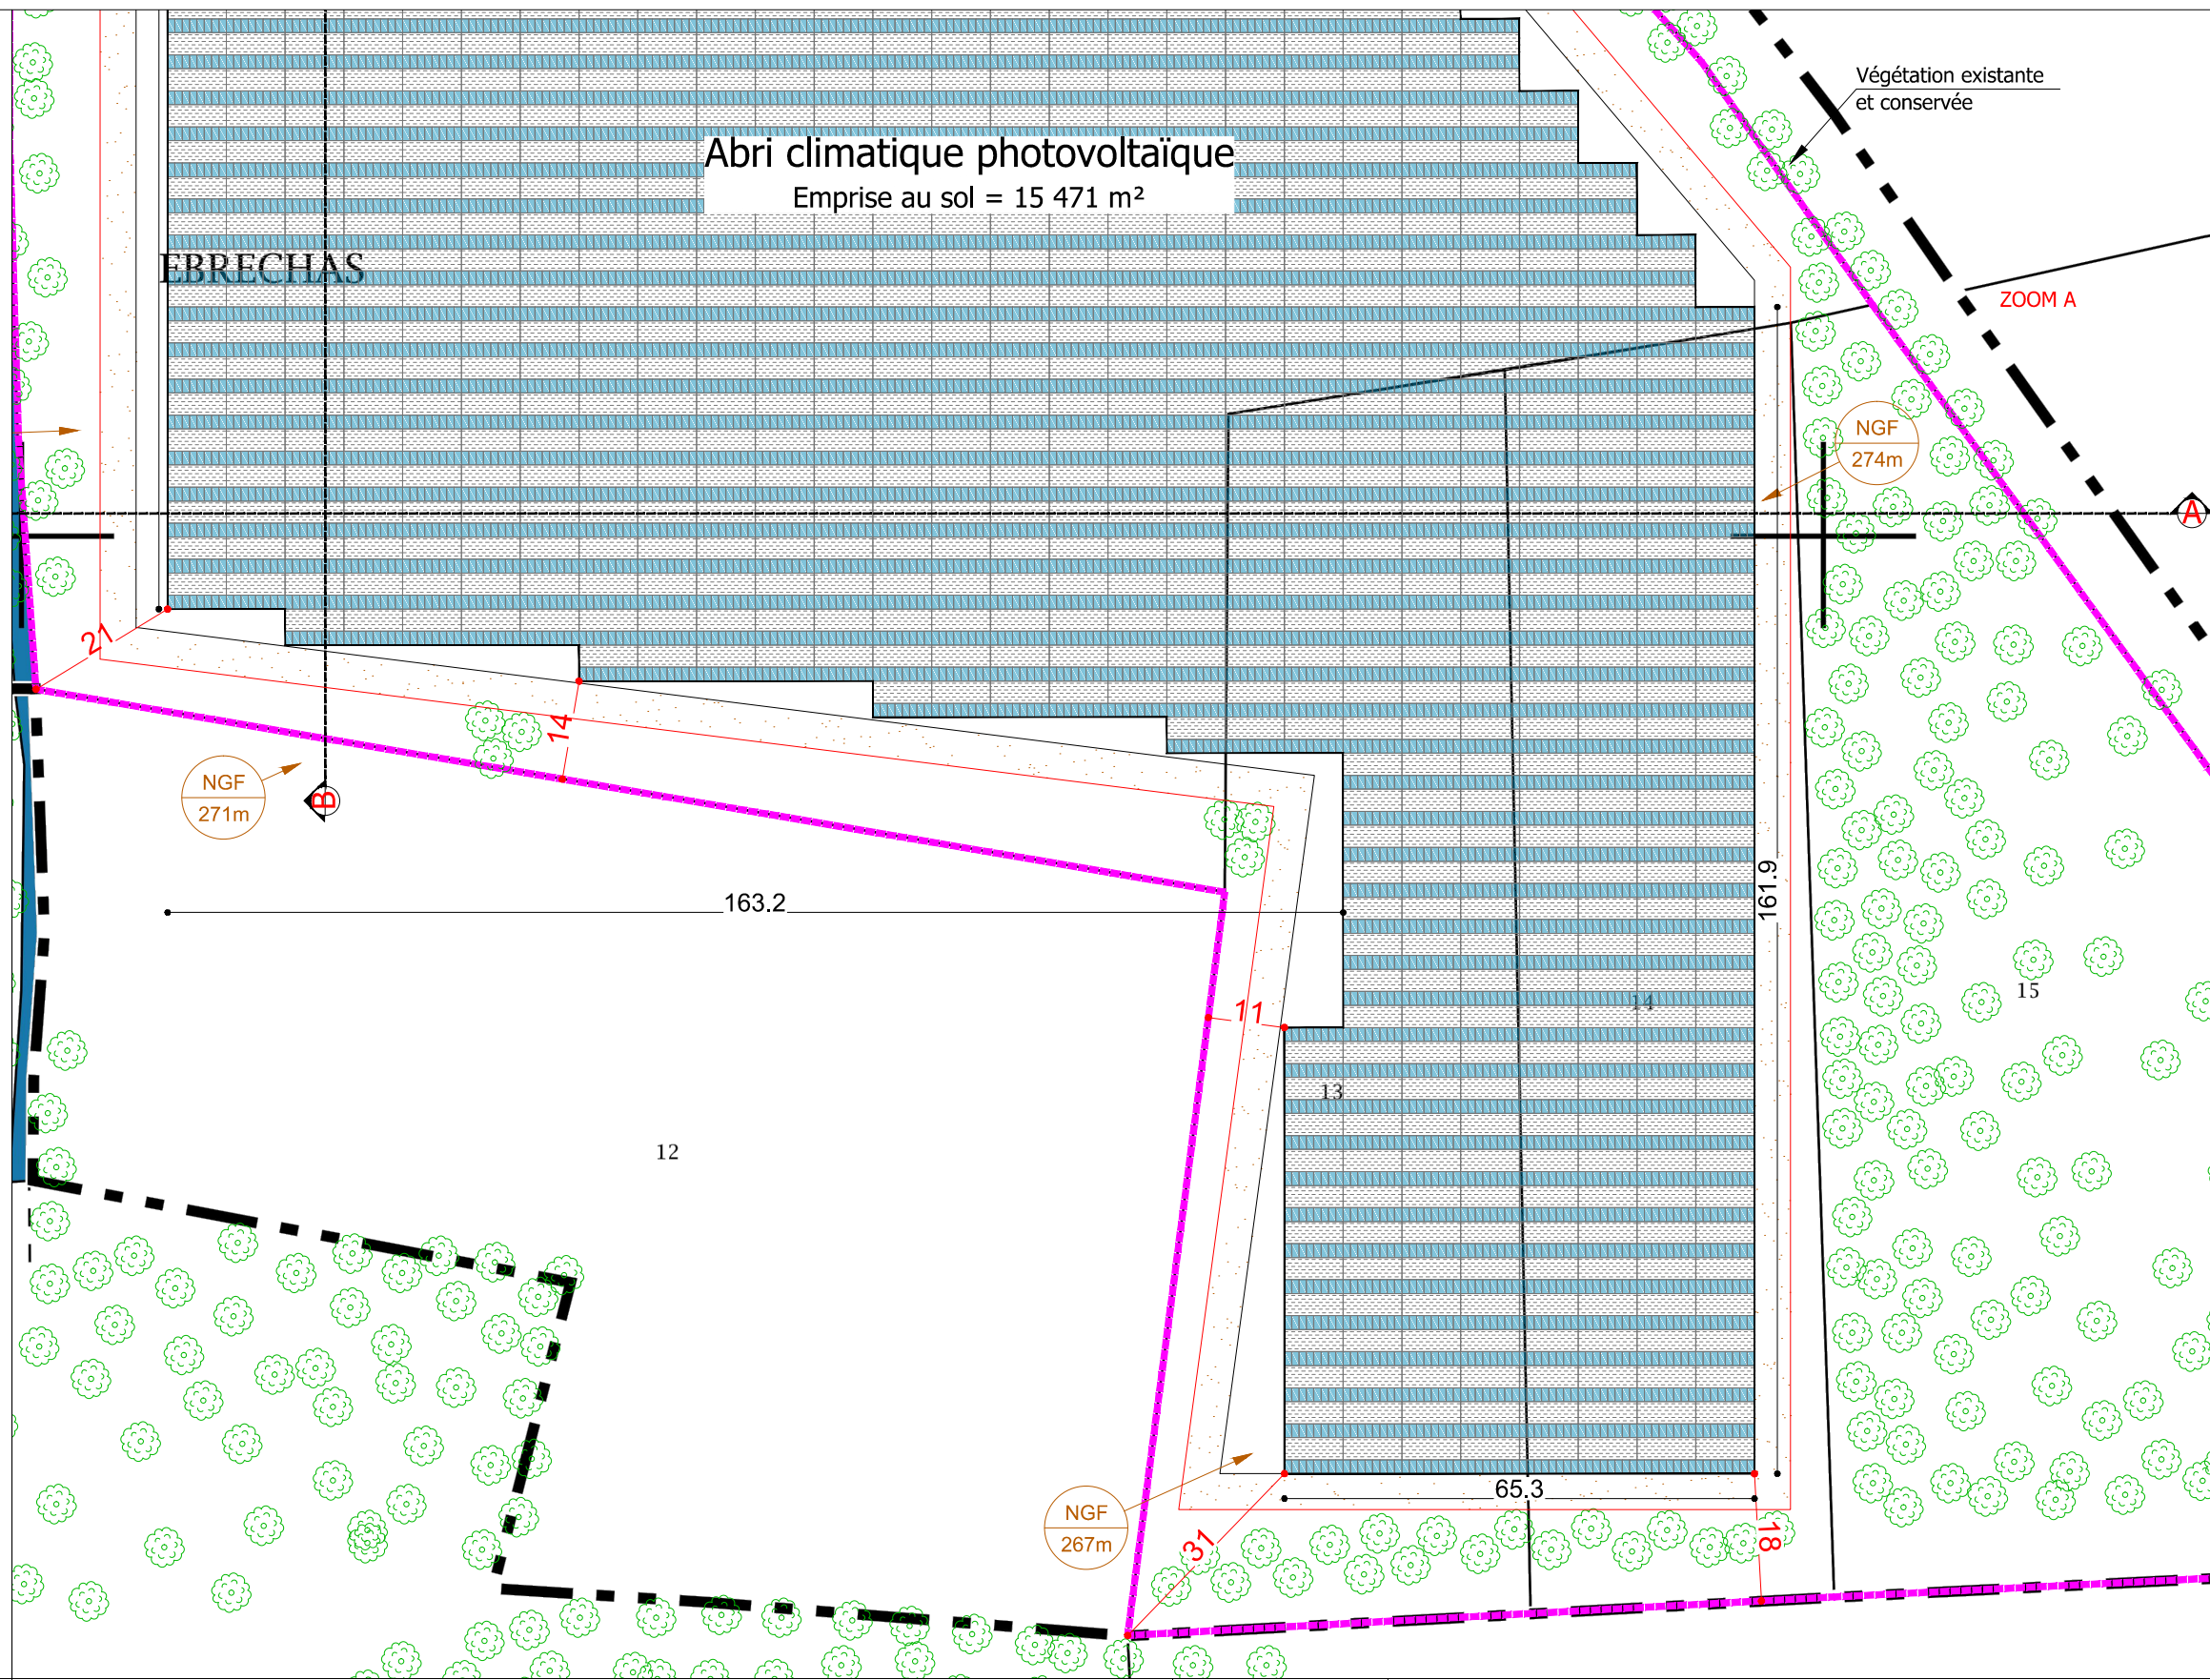 Végétation existante
et conservée
Abri climatique photovoltaïque
Emprise au sol = 15 471 m²
EBRECHAS
ZOOM A
NGF
274m
A
21
14
NGF
271m
B
163.2
161.9
11
14
15
13
12
65.3
NGF
267m
31
18